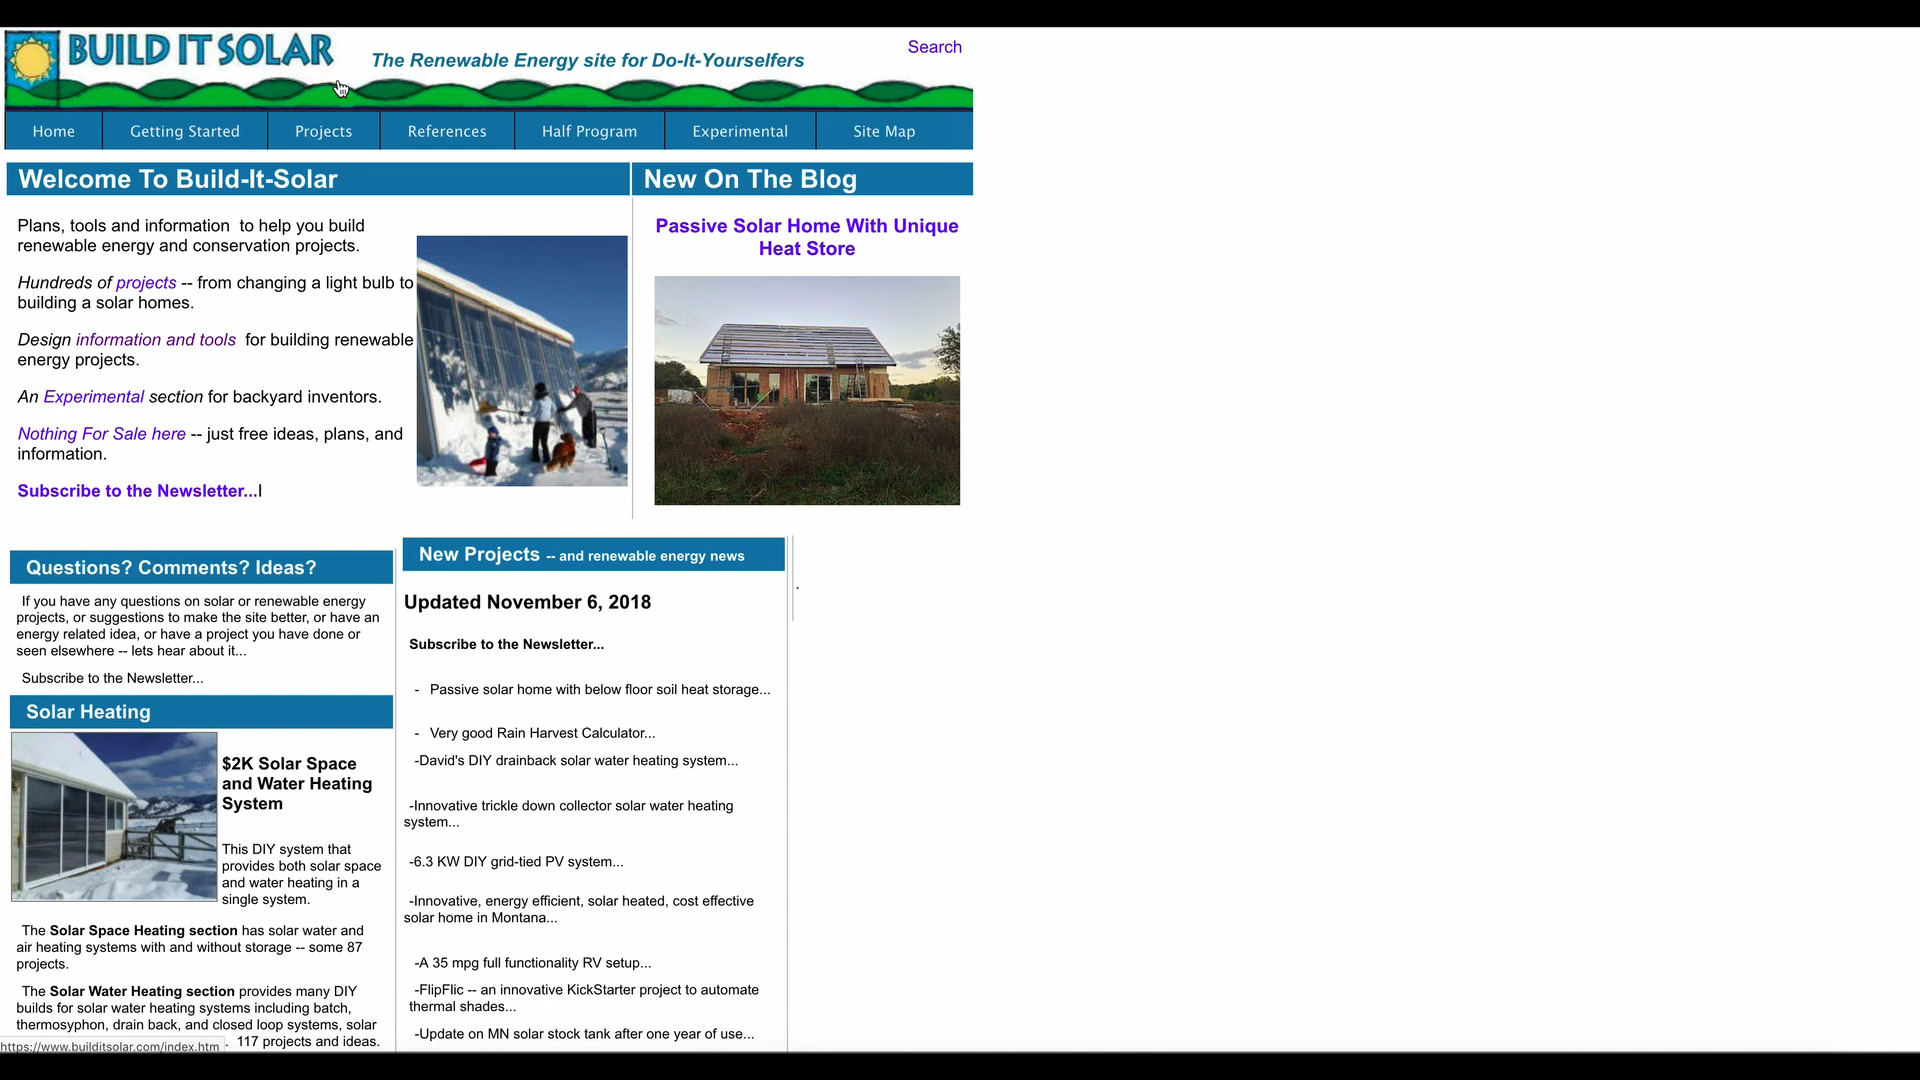 BUILD IT SOLAR
The Renewable Energy site for Do-It-Yourselfers
Search
Home
Getting Started
Projects
References
Half Program
Experimental
Site Map
Welcome To Build-It-Solar
Plans, tools and information  to help you build
renewable energy and conservation projects.
Hundreds of projects -- from changing a light bulb to
building a solar homes.
Design information and tools  for building renewable
energy projects.
An Experimental section for backyard inventors.
Nothing For Sale here -- just free ideas, plans, and
information.
Subscribe to the Newsletter...I
New On The Blog
Passive Solar Home With Unique
Heat Store
Questions? Comments? Ideas?
If you have any questions on solar or renewable energy
projects, or suggestions to make the site better, or have an
energy related idea, or have a project you have done or
seen elsewhere -- lets hear about it...
Subscribe to the Newsletter...
Solar Heating
$2K Solar Space
and Water Heating
System
This DIY system that
provides both solar space
and water heating in a
single system.
The Solar Space Heating section has solar water and
air heating systems with and without storage -- some 87
projects.
The Solar Water Heating section provides many DIY
builds for solar water heating systems including batch,
thermosyphon, drain back, and closed loop systems, solar
. 117 projects and ideas.
New Projects -- and renewable energy news
Updated November 6, 2018
Subscribe to the Newsletter...
- Passive solar home with below floor soil heat storage...
- Very good Rain Harvest Calculator...
-David's DIY drainback solar water heating system...
-Innovative trickle down collector solar water heating
system...
-6.3 KW DIY grid-tied PV system...
-Innovative, energy efficient, solar heated, cost effective
solar home in Montana...
-A 35 mpg full functionality RV setup...
-FlipFlic -- an innovative KickStarter project to automate
thermal shades...
-Update on MN solar stock tank after one year of use...
.
https://www.builditsolar.com/index.htm